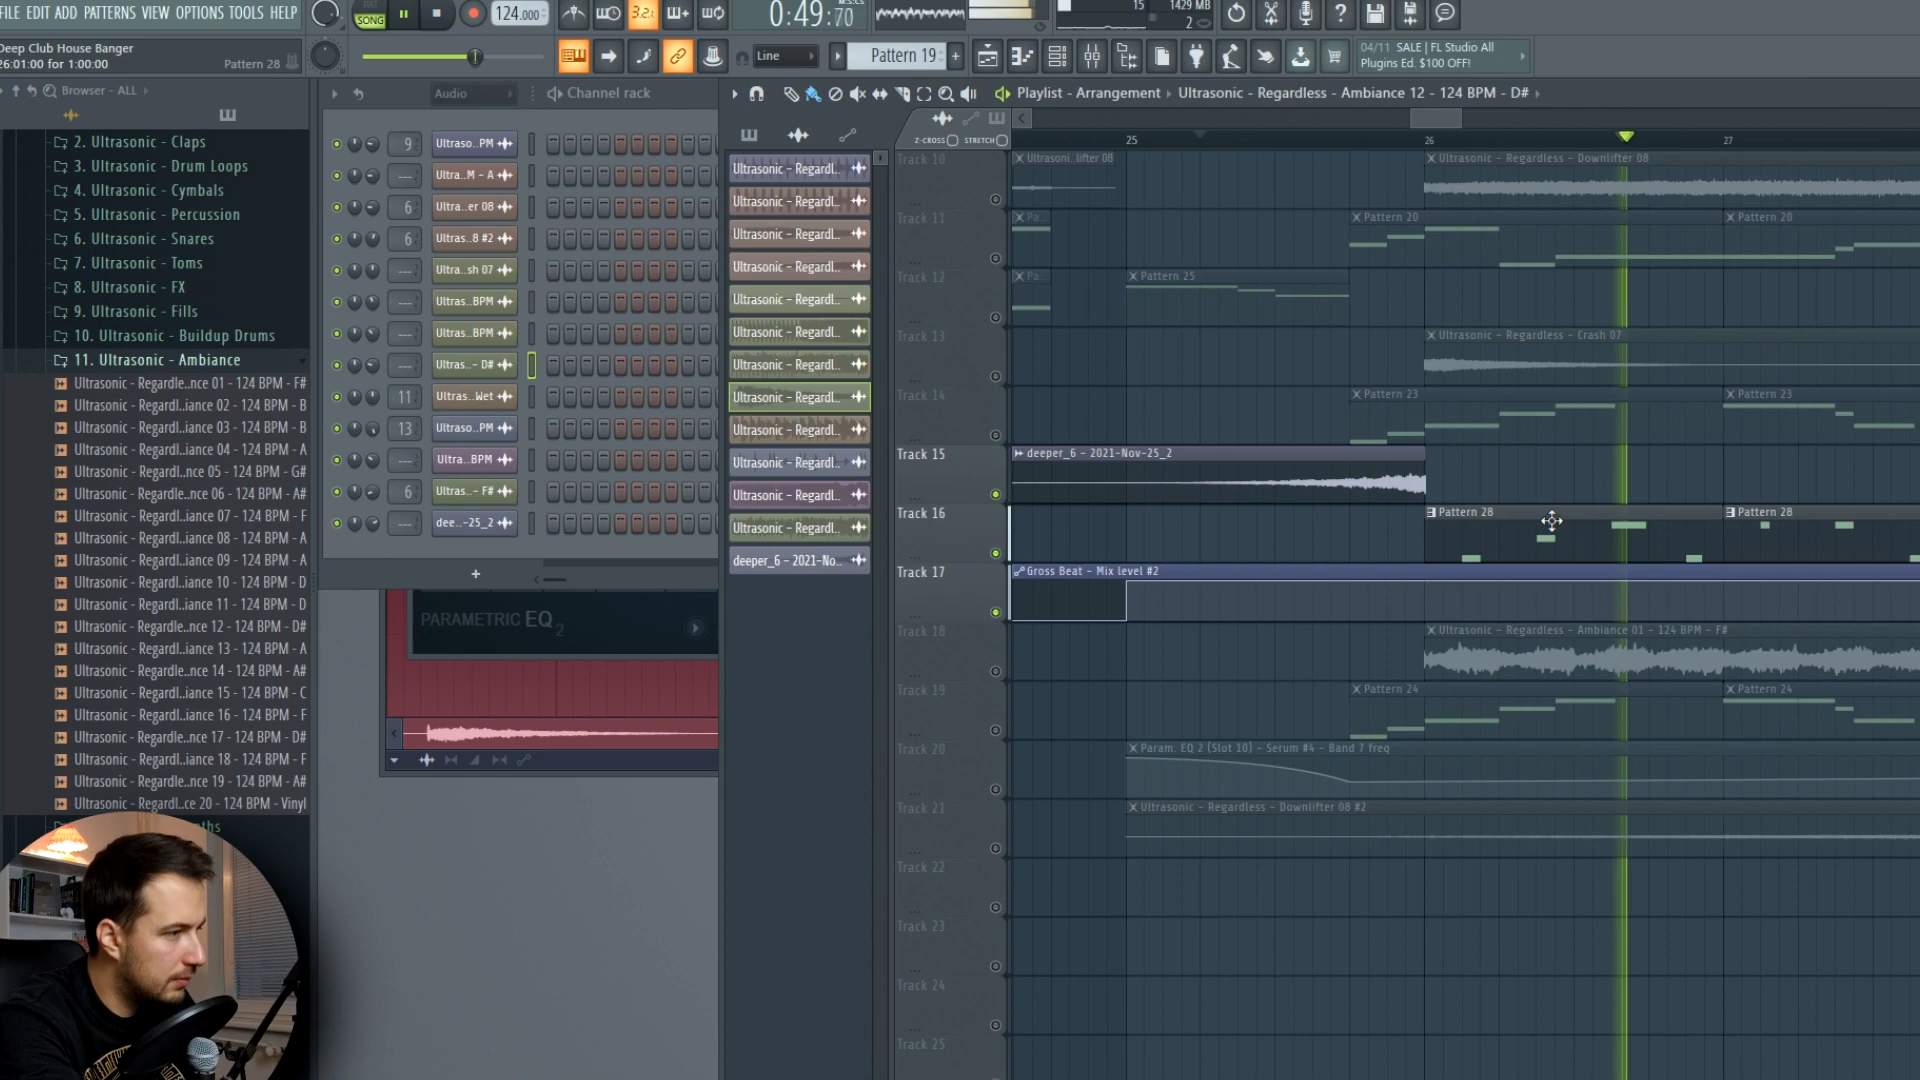 FILE EDIT ADD PATTERNS VIEW OPTIONS TOOLS HELP
PAT
SONG
124.000
3.2.1
0:49:70
M:S:CS
15
1429 MB
2
Deep Club House Banger
26:01:00 for 1:00:00
Pattern 28
Line
Pattern 19
+
04/11 SALE | FL Studio All
Plugins Ed. $100 OFF!
Browser - ALL
Audio
Channel rack
Playlist - Arrangement
Ultrasonic - Regardless - Ambiance 12 - 124 BPM - D#
2. Ultrasonic - Claps
3. Ultrasonic - Drum Loops
4. Ultrasonic - Cymbals
5. Ultrasonic - Percussion
6. Ultrasonic - Snares
7. Ultrasonic - Toms
8. Ultrasonic - FX
9. Ultrasonic - Fills
10. Ultrasonic - Buildup Drums
11. Ultrasonic - Ambiance
Ultrasonic - Regardle..nce 01 - 124 BPM - F#
Ultrasonic - Regardl..iance 02 - 124 BPM - B
Ultrasonic - Regardl..iance 03 - 124 BPM - B
Ultrasonic - Regardl..iance 04 - 124 BPM - A
Ultrasonic - Regardle..nce 05 - 124 BPM - G#
Ultrasonic - Regardle..nce 06 - 124 BPM - A#
Ultrasonic - Regardl..iance 07 - 124 BPM - F
Ultrasonic - Regardl..iance 08 - 124 BPM - A
Ultrasonic - Regardl..iance 09 - 124 BPM - A
Ultrasonic - Regardl..iance 10 - 124 BPM - D
Ultrasonic - Regardl..iance 11 - 124 BPM - D
Ultrasonic - Regardle..nce 12 - 124 BPM - D#
Ultrasonic - Regardl..iance 13 - 124 BPM - A
Ultrasonic - Regardle..nce 14 - 124 BPM - A#
Ultrasonic - Regardl..iance 15 - 124 BPM - C
Ultrasonic - Regardl..iance 16 - 124 BPM - F
Ultrasonic - Regardle..nce 17 - 124 BPM - D#
Ultrasonic - Regardl..iance 18 - 124 BPM - F
Ultrasonic - Regardle..nce 19 - 124 BPM - A#
Ultrasonic - Regardl..ce 20 - 124 BPM - Vinyl
9 Ultraso..PM
--- Ultra..M - A
6 Ultra..er 08
6 Ultras..8 #2
--- Ultra..sh 07
--- Ultras..BPM
--- Ultras..BPM
--- Ultras..- D#
11 Ultras..Wet
13 Ultraso..PM
--- Ultra..BPM
6 Ultras..- F#
--- dee..-25_2
+
PARAMETRIC EQ 2
Ultrasonic - Regardl..
Ultrasonic - Regardl..
Ultrasonic - Regardl..
Ultrasonic - Regardl..
Ultrasonic - Regardl..
Ultrasonic - Regardl..
Ultrasonic - Regardl..
Ultrasonic - Regardl..
Ultrasonic - Regardl..
Ultrasonic - Regardl..
Ultrasonic - Regardl..
Ultrasonic - Regardl..
deeper_6 - 2021-No..
Z-CROSS STRETCH
25 26 27
Track 10
Ultrasoni..lifter 08
Ultrasonic - Regardless - Downlifter 08
Track 11
Pa..
Pattern 20
Pattern 20
Track 12
Pa..
Pattern 25
Track 13
Ultrasonic - Regardless - Crash 07
Track 14
Pattern 23
Pattern 23
Track 15
deeper_6 - 2021-Nov-25_2
Track 16
Pattern 28
Pattern 28
Track 17
Gross Beat - Mix level #2
Track 18
Ultrasonic - Regardless - Ambiance 01 - 124 BPM - F#
Track 19
Pattern 24
Pattern 24
Track 20
Param. EQ 2 (Slot 10) - Serum #4 - Band 7 freq
Track 21
Ultrasonic - Regardless - Downlifter 08 #2
Track 22
Track 23
Track 24
Track 25